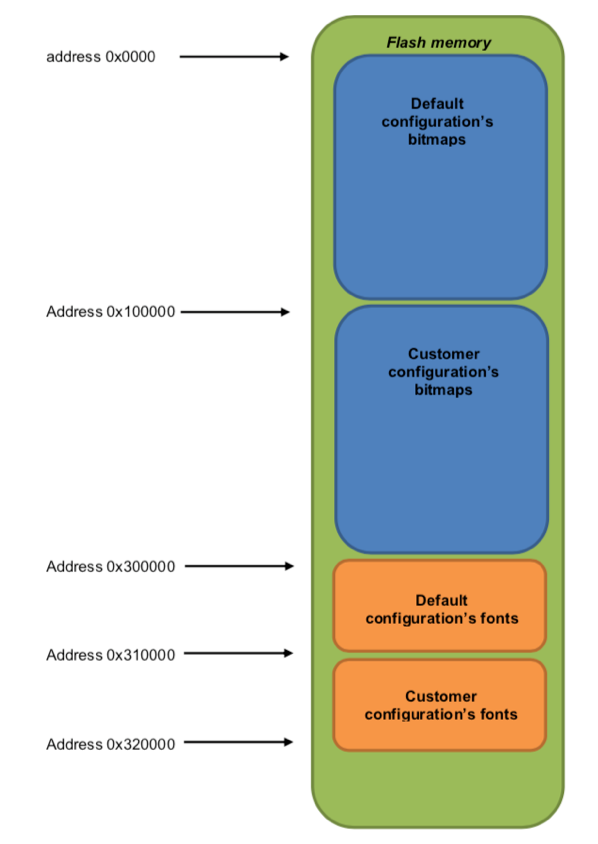 Flash memory
address 0x0000
Default
configuration's
bitmaps
Address 0x100000
Customer
configuration's
bitmaps
Address 0x300000
Default
configuration's fonts
Address 0x310000
Customer
configuration's fonts
Address 0x320000